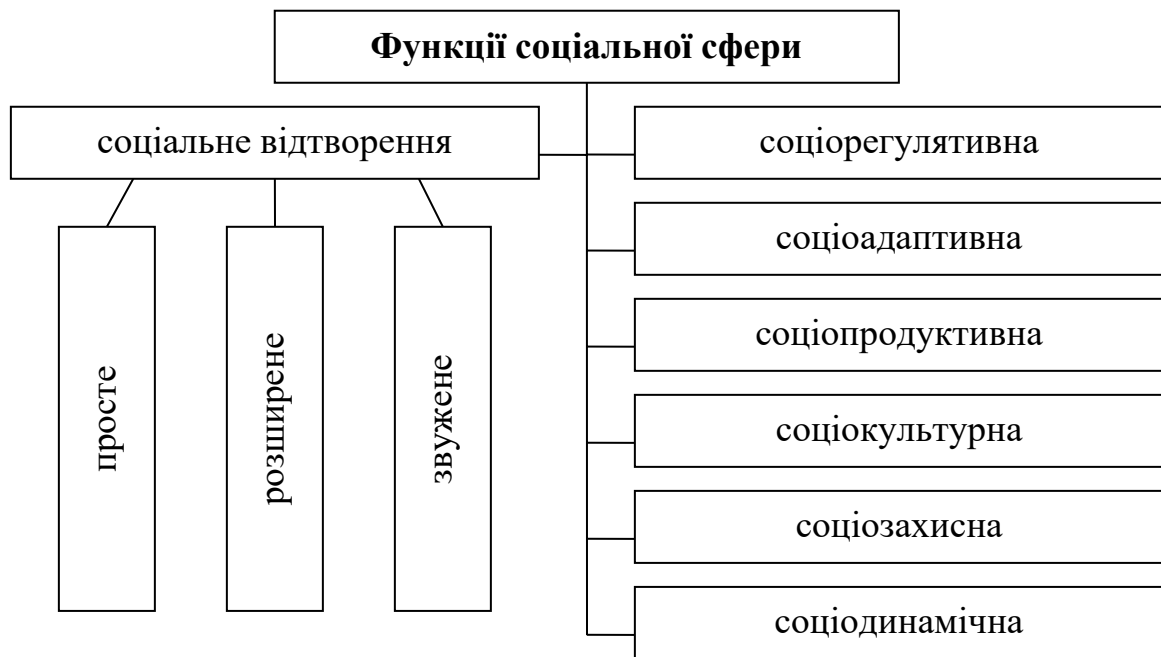 Функції соціальної сфери
соціальне відтворення
просте
розширене
звужене
соціорегулятивна
соціоадаптивна
соціопродуктивна
соціокультурна
соціозахисна
соціодинамічна